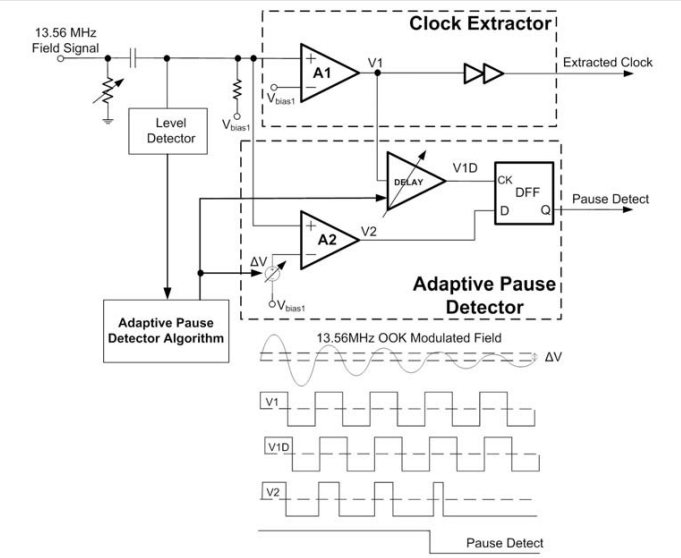 Clock Extractor
13.56 MHz
Field Signal
+
A1
−
V1
Extracted Clock
Vbias1
Vbias1
Level
Detector
DELAY
V1D
CK
DFF
D
Q
Pause Detect
+
A2
−
V2
ΔV
Vbias1
Adaptive Pause
Detector
Adaptive Pause
Detector Algorithm
13.56MHz OOK Modulated Field
ΔV
V1
V1D
V2
Pause Detect